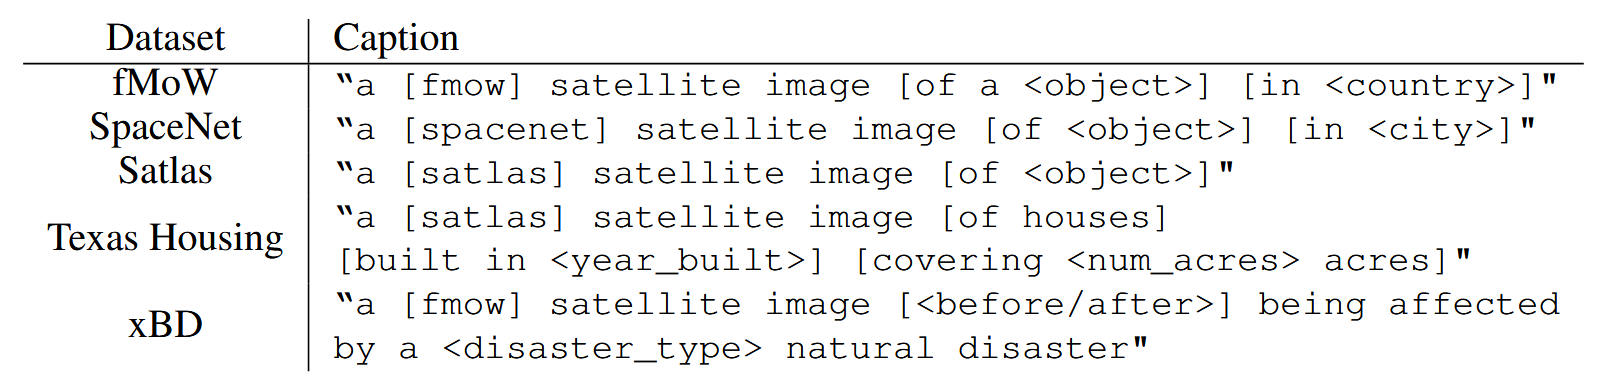 Dataset Caption
fMoW "a [fmow] satellite image [of a <object>] [in <country>]"
SpaceNet "a [spacenet] satellite image [of <object>] [in <city>]"
Satlas "a [satlas] satellite image [of <object>]"
Texas Housing "a [satlas] satellite image [of houses]
[built in <year_built>] [covering <num_acres> acres]"
xBD "a [fmow] satellite image [<before/after>] being affected
by a <disaster_type> natural disaster"